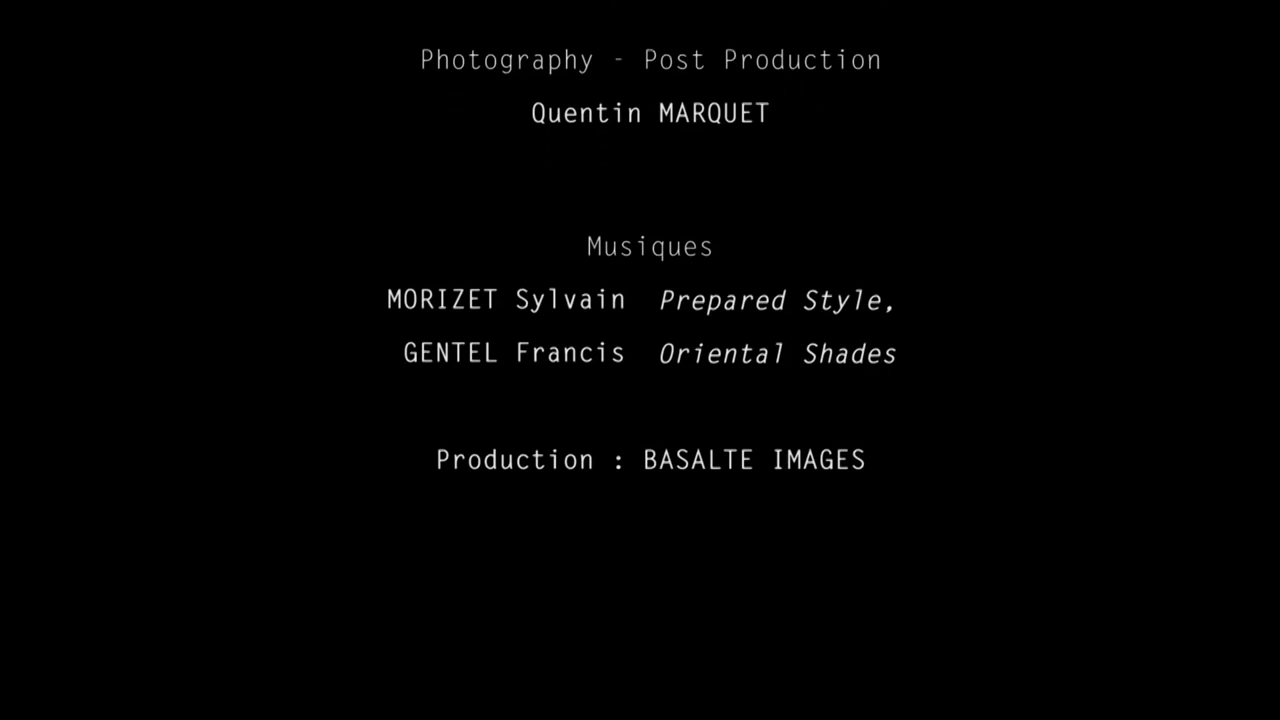 Photography - Post Production
Quentin MARQUET
Musiques
MORIZET Sylvain Prepared Style,
GENTEL Francis Oriental Shades
Production : BASALTE IMAGES